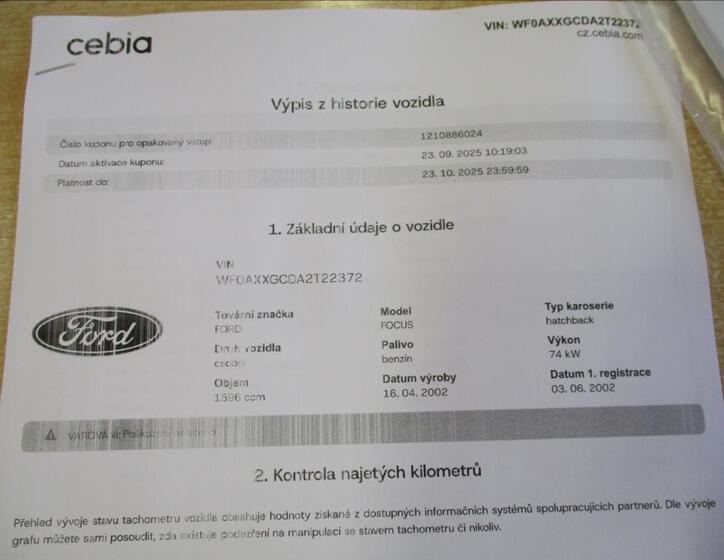 cebia
VIN: WF0AXXGCDA2T2237.
cz.cebia.com
Výpis z historie vozidla
Číslo kuponu pro opakovaný vstup: 1210886024
Datum aktivace kuponu: 23. 09. 2025 10:19:03
Platnost do: 23. 10. 2025 23:59:59
1. Základní údaje o vozidle
VIN
WF0AXXGCDA2T22372
Ford
Tovární značka Model Typ karoserie
FORD FOCUS hatchback
Druh vozidla Palivo Výkon
osobní benzín 74 kW
Objem Datum výroby Datum 1. registrace
1596 ccm 16. 04. 2002 03. 06. 2002
VAROVÁNÍ:
2. Kontrola najetých kilometrů
Přehled vývoje stavu tachometru vozidla obsahuje hodnoty získané z dostupných informačních systémů spolupracujících partnerů. Dle vývoje
grafu můžete sami posoudit, zda existuje podezření na manipulaci se stavem tachometru či nikoliv.